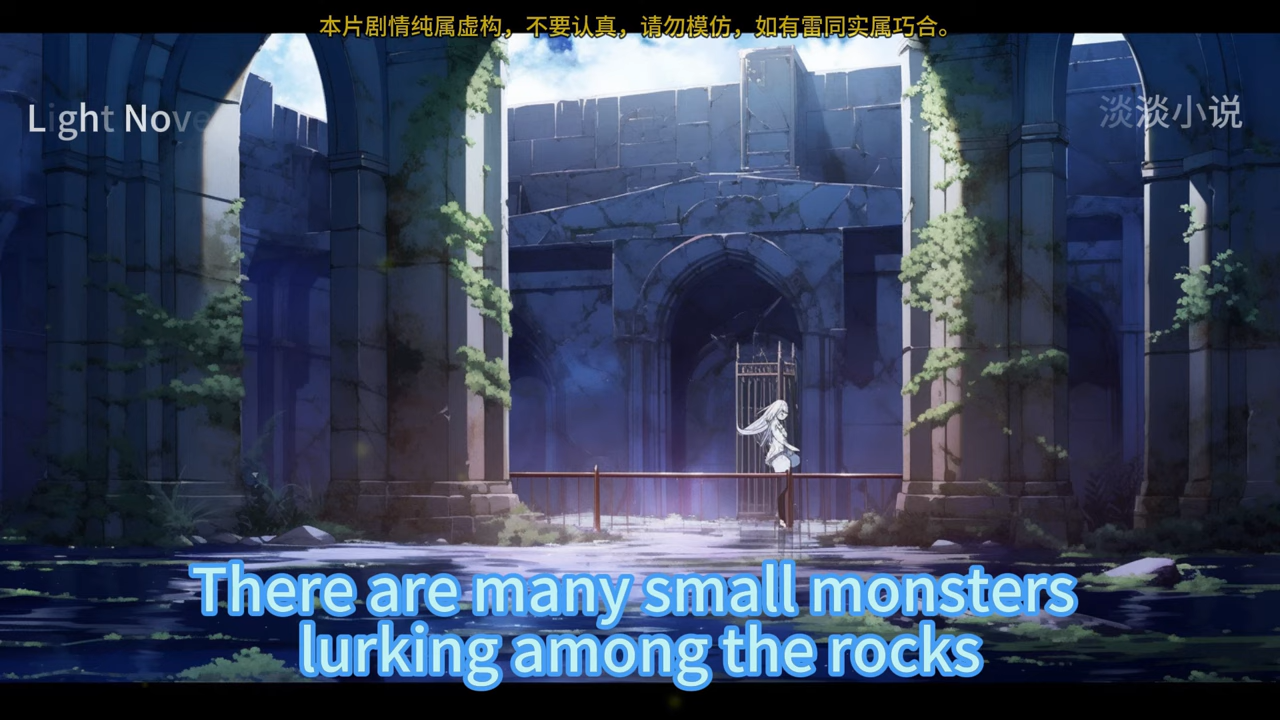 本片剧情纯属虚构，不要认真，请勿模仿，如有雷同实属巧合。
Light Nove
淡淡小说
There are many small monsters
lurking among the rocks